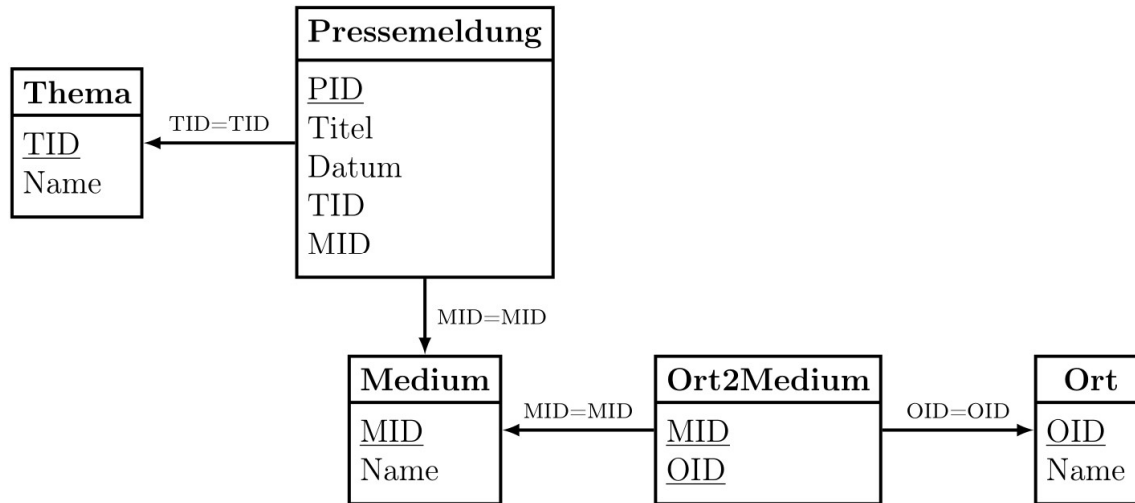 Pressemeldung
PID
Titel
Datum
TID
MID
Thema
TID
Name
TID=TID
MID=MID
Medium
MID
Name
MID=MID
Ort2Medium
MID
OID
OID=OID
Ort
OID
Name